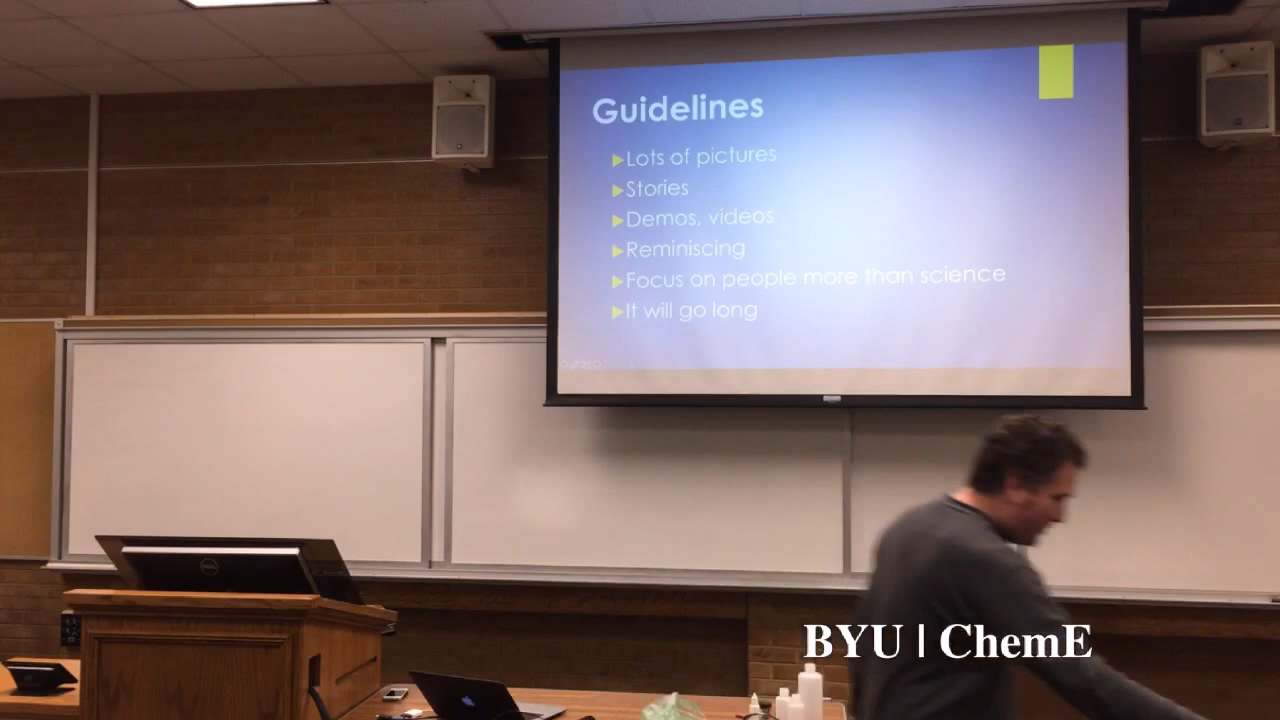 Guidelines
Lots of pictures
Stories
Demos, videos
Reminiscing
Focus on people more than science
It will go long
DELL
BYU | ChemE